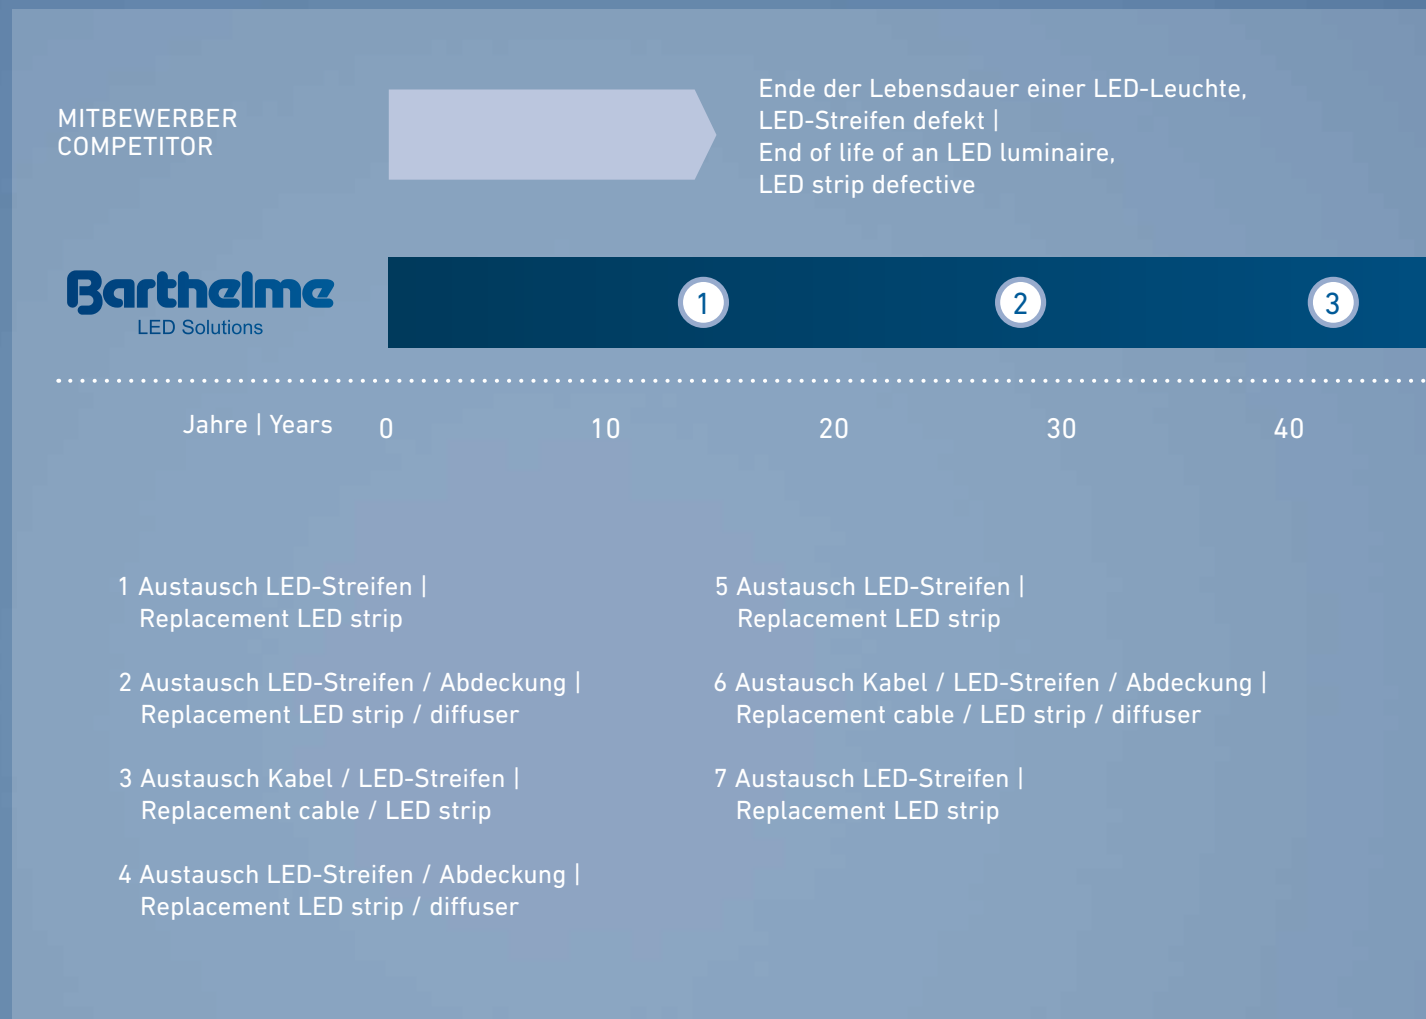 MITBEWERBER
COMPETITOR
Ende der Lebensdauer einer LED-Leuchte,
LED-Streifen defekt |
End of life of an LED luminaire,
LED strip defective
Barthelme
LED Solutions
1
2
3
Jahre | Years
0
10
20
30
40
1 Austausch LED-Streifen |
Replacement LED strip
2 Austausch LED-Streifen / Abdeckung |
Replacement LED strip / diffuser
3 Austausch Kabel / LED-Streifen |
Replacement cable / LED strip
4 Austausch LED-Streifen / Abdeckung |
Replacement LED strip / diffuser
5 Austausch LED-Streifen |
Replacement LED strip
6 Austausch Kabel / LED-Streifen / Abdeckung |
Replacement cable / LED strip / diffuser
7 Austausch LED-Streifen |
Replacement LED strip